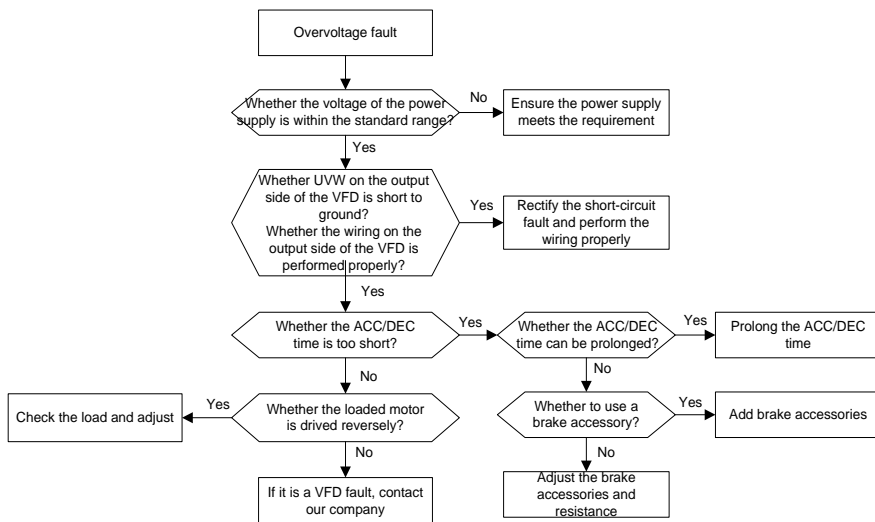 Overvoltage fault
Whether the voltage of the power
supply is within the standard range?
No
Ensure the power supply
meets the requirement
Yes
Whether UVW on the output
side of the VFD is short to
ground?
Whether the wiring on the
output side of the VFD is
performed properly?
Yes
Rectify the short-circuit
fault and perform the
wiring properly
Yes
Whether the ACC/DEC
time is too short?
Yes
Whether the ACC/DEC
time can be prolonged?
Yes
Prolong the ACC/DEC
time
No
No
Check the load and adjust
Yes
Whether the loaded motor
is drived reversely?
Whether to use a
brake accessory?
Yes
Add brake accessories
No
No
If it is a VFD fault, contact
our company
Adjust the brake
accessories and
resistance